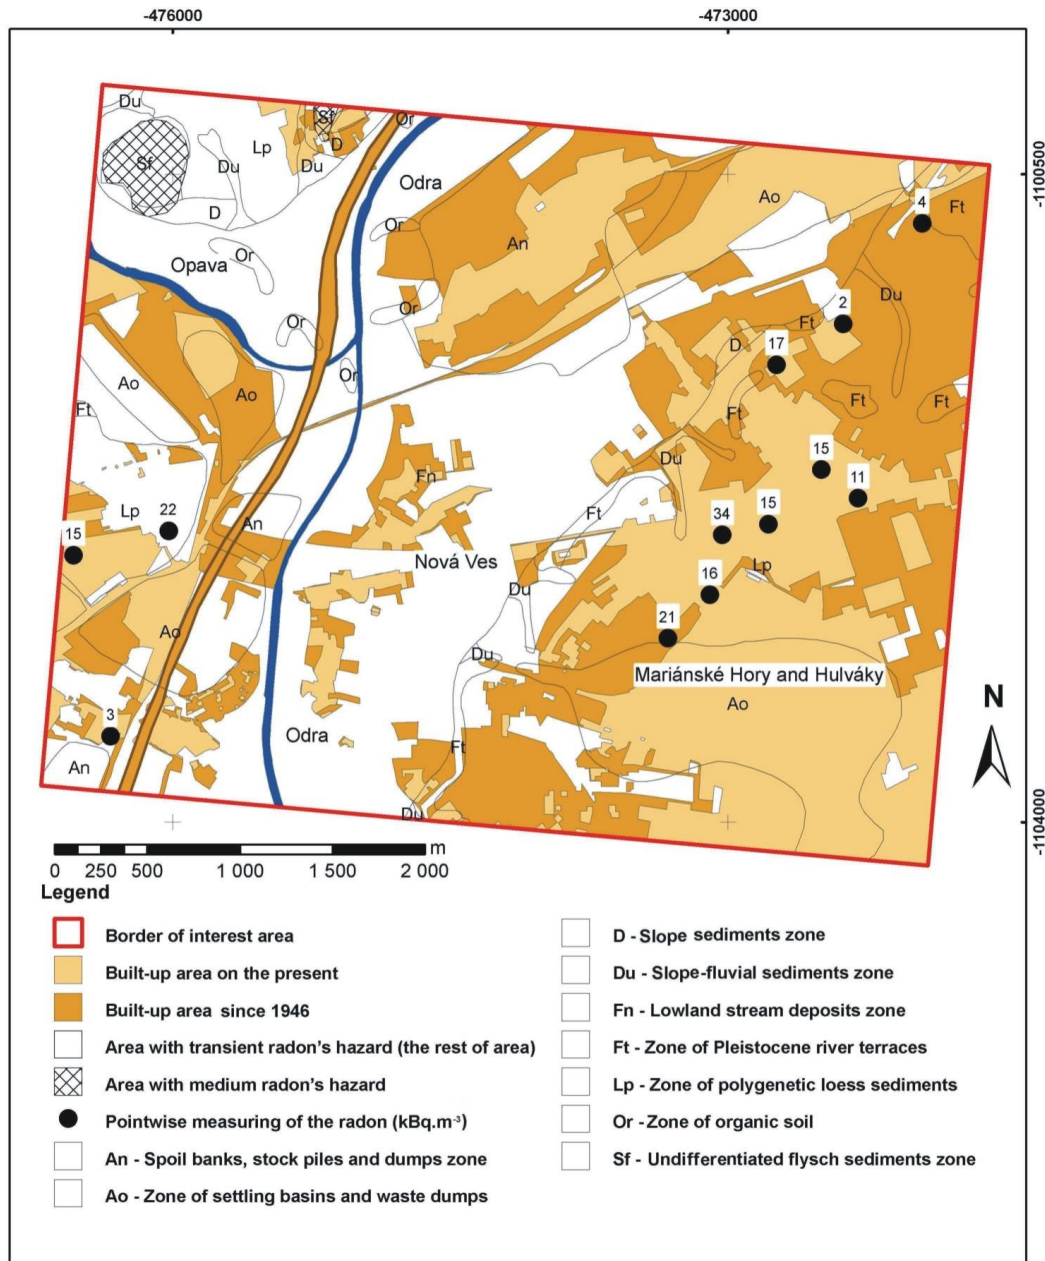 -476000 -473000
-1100500
-1104000
Du
Sf
Or
Sf
D
Lp
Du
Du
Odra
Ao
4
Ft
D
Or
An
Or
Opava
Du
Or
2
Or
Ft
D
17
Or
Ao
Ao
Ft
Ft
Ft
Ft
Du
15
Fn
11
Lp
22
An
Ft
34
15
15
Nová Ves
Lp
16
Du
21
Ao
Du
Mariánské Hory and Hulváky
Ao
3
Odra
Ft
An
Du
N
m
0 250 500 1 000 1 500 2 000
Legend
Border of interest area
Built-up area on the present
Built-up area since 1946
Area with transient radon's hazard (the rest of area)
Area with medium radon's hazard
Pointwise measuring of the radon (kBq.m-³)
An - Spoil banks, stock piles and dumps zone
Ao - Zone of settling basins and waste dumps
D - Slope sediments zone
Du - Slope-fluvial sediments zone
Fn - Lowland stream deposits zone
Ft - Zone of Pleistocene river terraces
Lp - Zone of polygenetic loess sediments
Or - Zone of organic soil
Sf - Undifferentiated flysch sediments zone